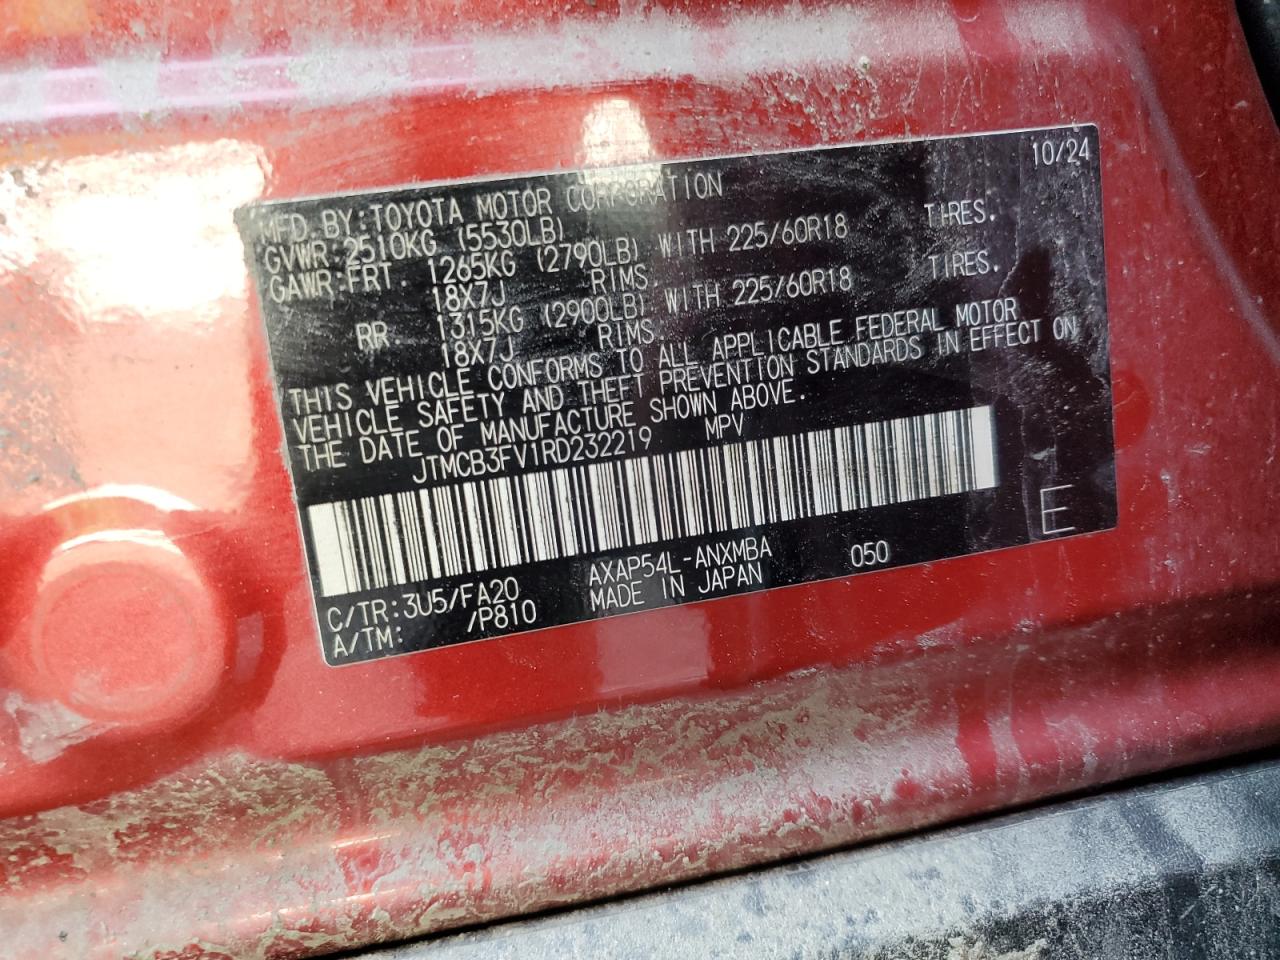 10/24
MFD. BY: TOYOTA MOTOR CORPORATION
GVWR: 2510KG (5530LB)
GAWR: FRT. 1265KG (2790LB) WITH 225/60R18 TIRES.
18X7J RIMS.
RR. 1315KG (2900LB) WITH 225/60R18 TIRES.
18X7J RIMS.
THIS VEHICLE CONFORMS TO ALL APPLICABLE FEDERAL MOTOR
VEHICLE SAFETY AND THEFT PREVENTION STANDARDS IN EFFECT ON
THE DATE OF MANUFACTURE SHOWN ABOVE.
JTMCB3FV1RD232219 MPV
E
C/TR: 3U5/FA20 AXAP54L-ANXMBA 050
A/TM: /P810 MADE IN JAPAN